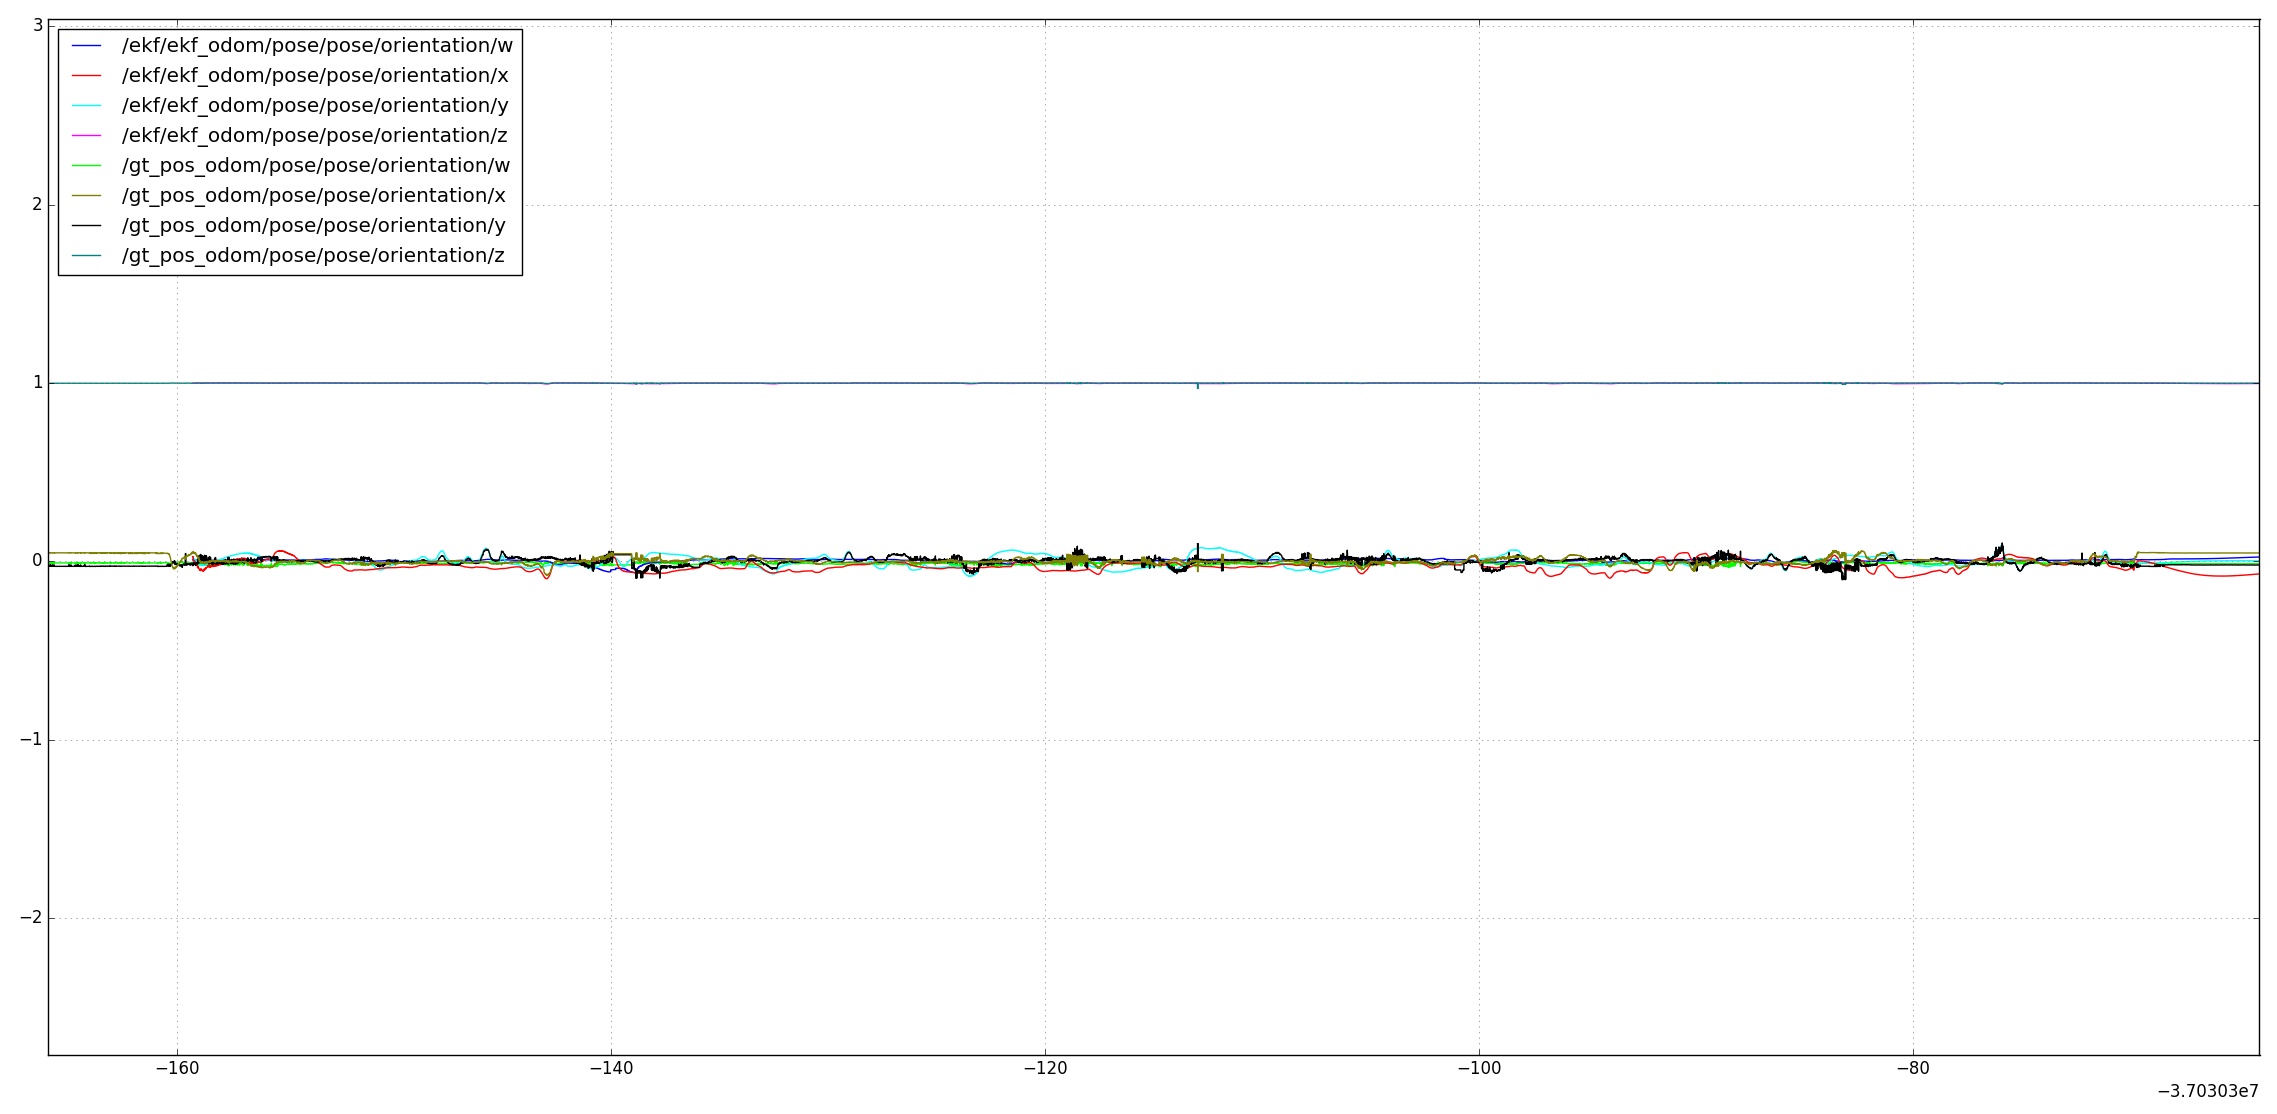 3
/ekf/ekf_odom/pose/pose/orientation/w
/ekf/ekf_odom/pose/pose/orientation/x
/ekf/ekf_odom/pose/pose/orientation/y
/ekf/ekf_odom/pose/pose/orientation/z
/gt_pos_odom/pose/pose/orientation/w
/gt_pos_odom/pose/pose/orientation/x
2
/gt_pos_odom/pose/pose/orientation/y
/gt_pos_odom/pose/pose/orientation/z
1
0
−1
−2
−160 −140 −120 −100 −80
−3.70303e7